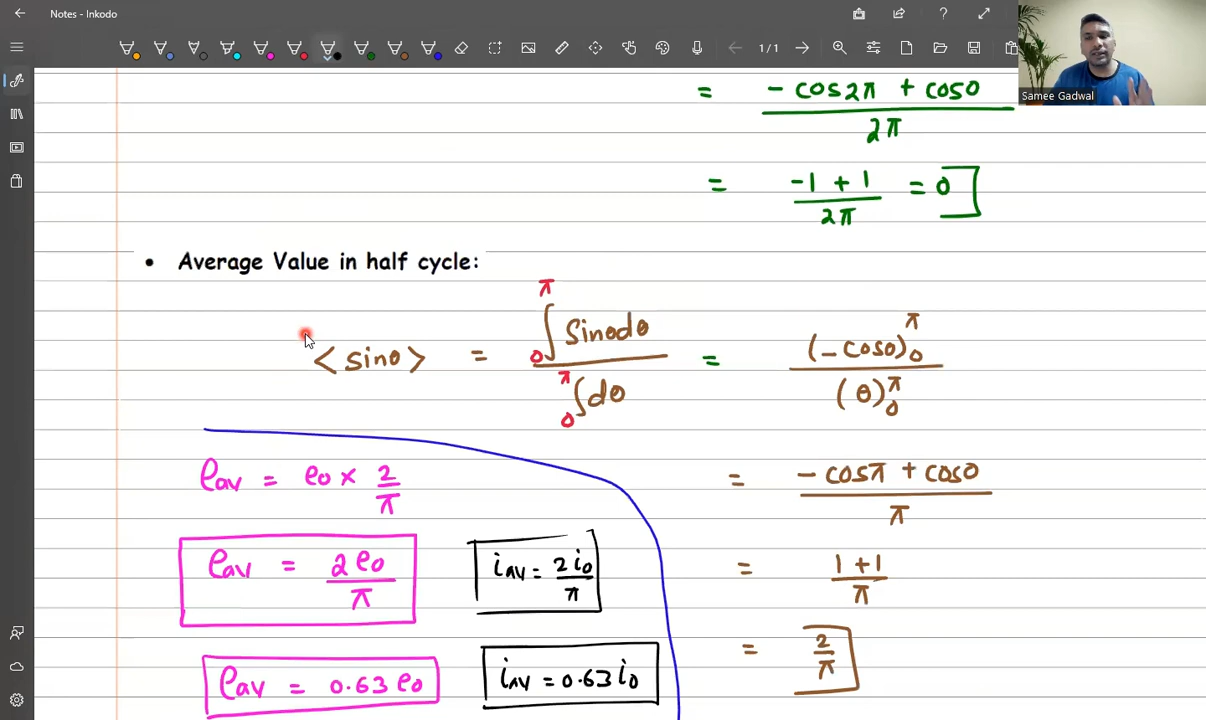 Notes - Inkodo
1/1
Samee Gadwal
= - cos2π + cos0 / 2π
= -1 + 1 / 2π = 0
• Average Value in half cycle:
<sinθ> = ∫₀^π sinθdθ / ∫₀^π dθ = (-cosθ)₀^π / (θ)₀^π
= - cosπ + cos0 / π
= 1 + 1 / π
= 2/π
eav = e0 × 2/π
eav = 2e0/π
iav = 2i0/π
eav = 0.63 e0
iav = 0.63 i0